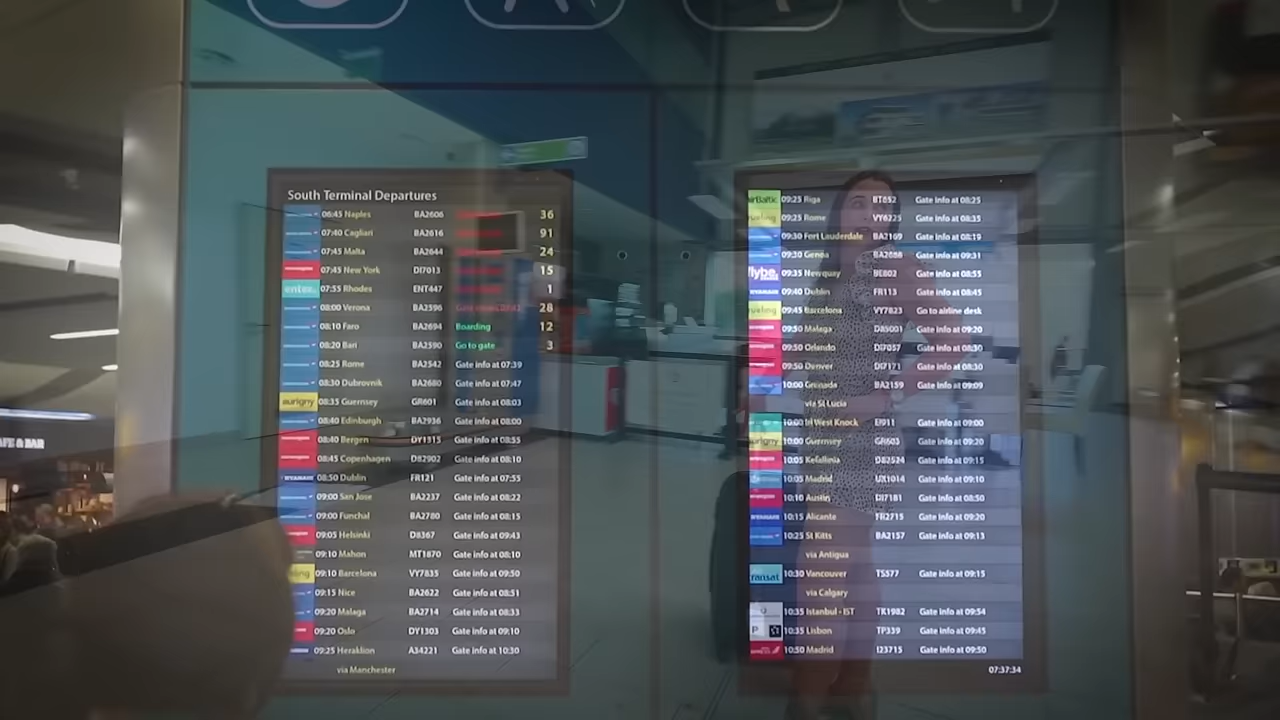 South Terminal Departures
06:45 Naples BA2606 36
07:40 Cagliari BA2616 91
07:45 Malta BA2644 24
07:45 New York DI7013 15
enter 07:55 Rhodes ENT447 1
08:00 Verona BA2596 28
08:10 Faro BA2694 Boarding 12
08:20 Bari BA2590 Go to gate 3
08:25 Rome BA2542 Gate info at 07:39
08:30 Dubrovnik BA2680 Gate info at 07:47
aurigny 08:35 Guernsey GR601 Gate info at 08:03
08:40 Edinburgh BA2936 Gate info at 08:00
08:40 Bergen DY1315 Gate info at 08:55
08:45 Copenhagen D82902 Gate info at 08:10
RYANAIR 08:50 Dublin FR121 Gate info at 07:55
09:00 San Jose BA2237 Gate info at 08:22
09:00 Funchal BA2780 Gate info at 08:15
09:05 Helsinki D8367 Gate info at 09:43
09:10 Mahon MT1870 Gate info at 08:10
09:10 Barcelona VY7835 Gate info at 09:50
09:15 Nice BA2622 Gate info at 08:51
09:20 Malaga BA2714 Gate info at 08:33
09:20 Oslo DY1303 Gate info at 09:10
09:25 Heraklion A34221 Gate info at 10:30
via Manchester
airBaltic 09:25 Riga BT652 Gate info at 08:25
vueling 09:25 Rome VY6225 Gate info at 08:35
09:30 Fort Lauderdale BA2169 Gate info at 08:19
09:30 Genoa BA2688 Gate info at 09:31
flybe. 09:35 Newquay BE802 Gate info at 08:55
RYANAIR 09:40 Dublin FR113 Gate info at 08:45
vueling 09:45 Barcelona VY7823 Go to airline desk
09:50 Malaga D85001 Gate info at 09:20
09:50 Orlando DI7057 Gate info at 08:30
09:50 Denver DI7171 Gate info at 08:30
10:00 Grenada BA2159 Gate info at 09:09
via St Lucia
10:00 Irl West Knock EI911 Gate info at 09:00
aurigny 10:00 Guernsey GR603 Gate info at 09:20
10:05 Kefallinia D82524 Gate info at 09:15
10:05 Madrid UX1014 Gate info at 09:10
10:10 Austin DI7181 Gate info at 08:50
RYANAIR 10:15 Alicante FR2715 Gate info at 09:20
10:25 St Kitts BA2157 Gate info at 09:13
via Antigua
transat 10:30 Vancouver TS577 Gate info at 09:15
via Calgary
10:35 Istanbul - IST TK1982 Gate info at 09:54
10:35 Lisbon TP339 Gate info at 09:45
10:50 Madrid I23715 Gate info at 09:50
07:37:34
& BAR